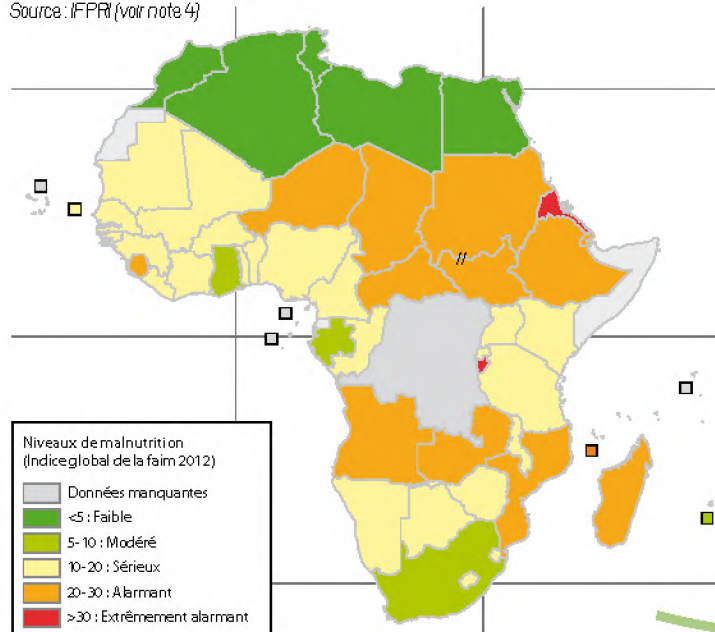 Source: IFPRI (voir note 4)
//
Niveaux de malnutrition
(Indice global de la faim 2012)
Données manquantes
<5 : Faible
5-10 : Modéré
10-20 : Sérieux
20-30 : Alarmant
>30 : Extrêmement alarmant